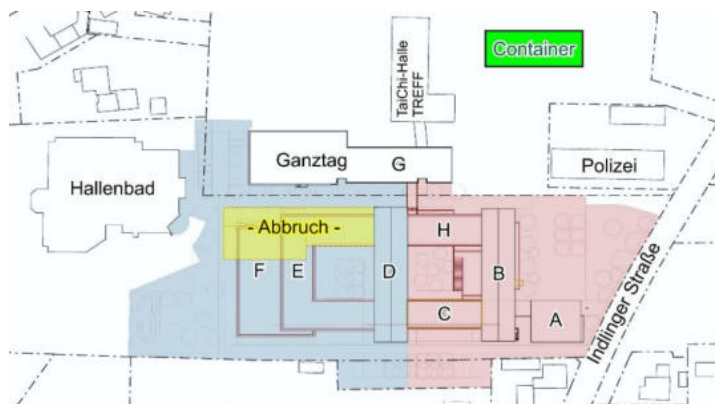 Container
TaiChi-Halle
TREFF
Ganztag
G
Polizei
Hallenbad
- Abbruch -
H
F
E
D
B
C
A
Indlinger Straße